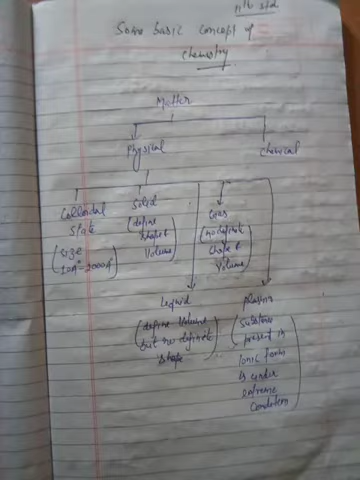 11th std
Some basic concept of
chemistry
Matter
Physical
Chemical
Colloidal
state
(size
10A°-2000A°)
Solid
(define
shape &
Volume)
Gas
(no definite
shape &
volume)
Liquid
(define Volume
but no definite
shape)
Plasma
(Substance
present in
ionic form
is under
extreme
Condition)